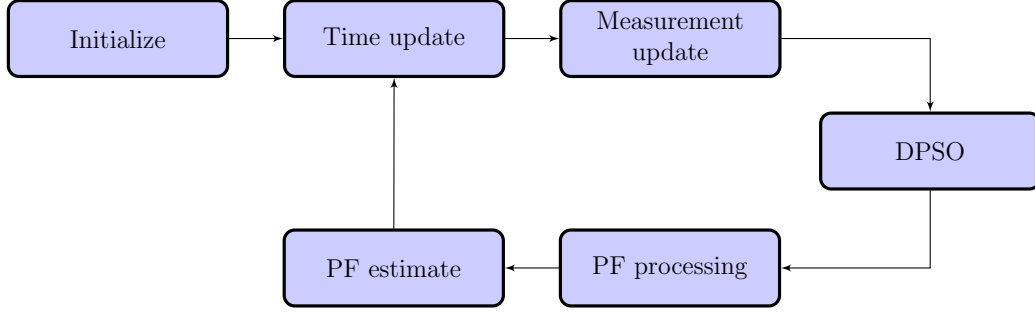 Initialize
Time update
Measurement
update
DPSO
PF estimate
PF processing